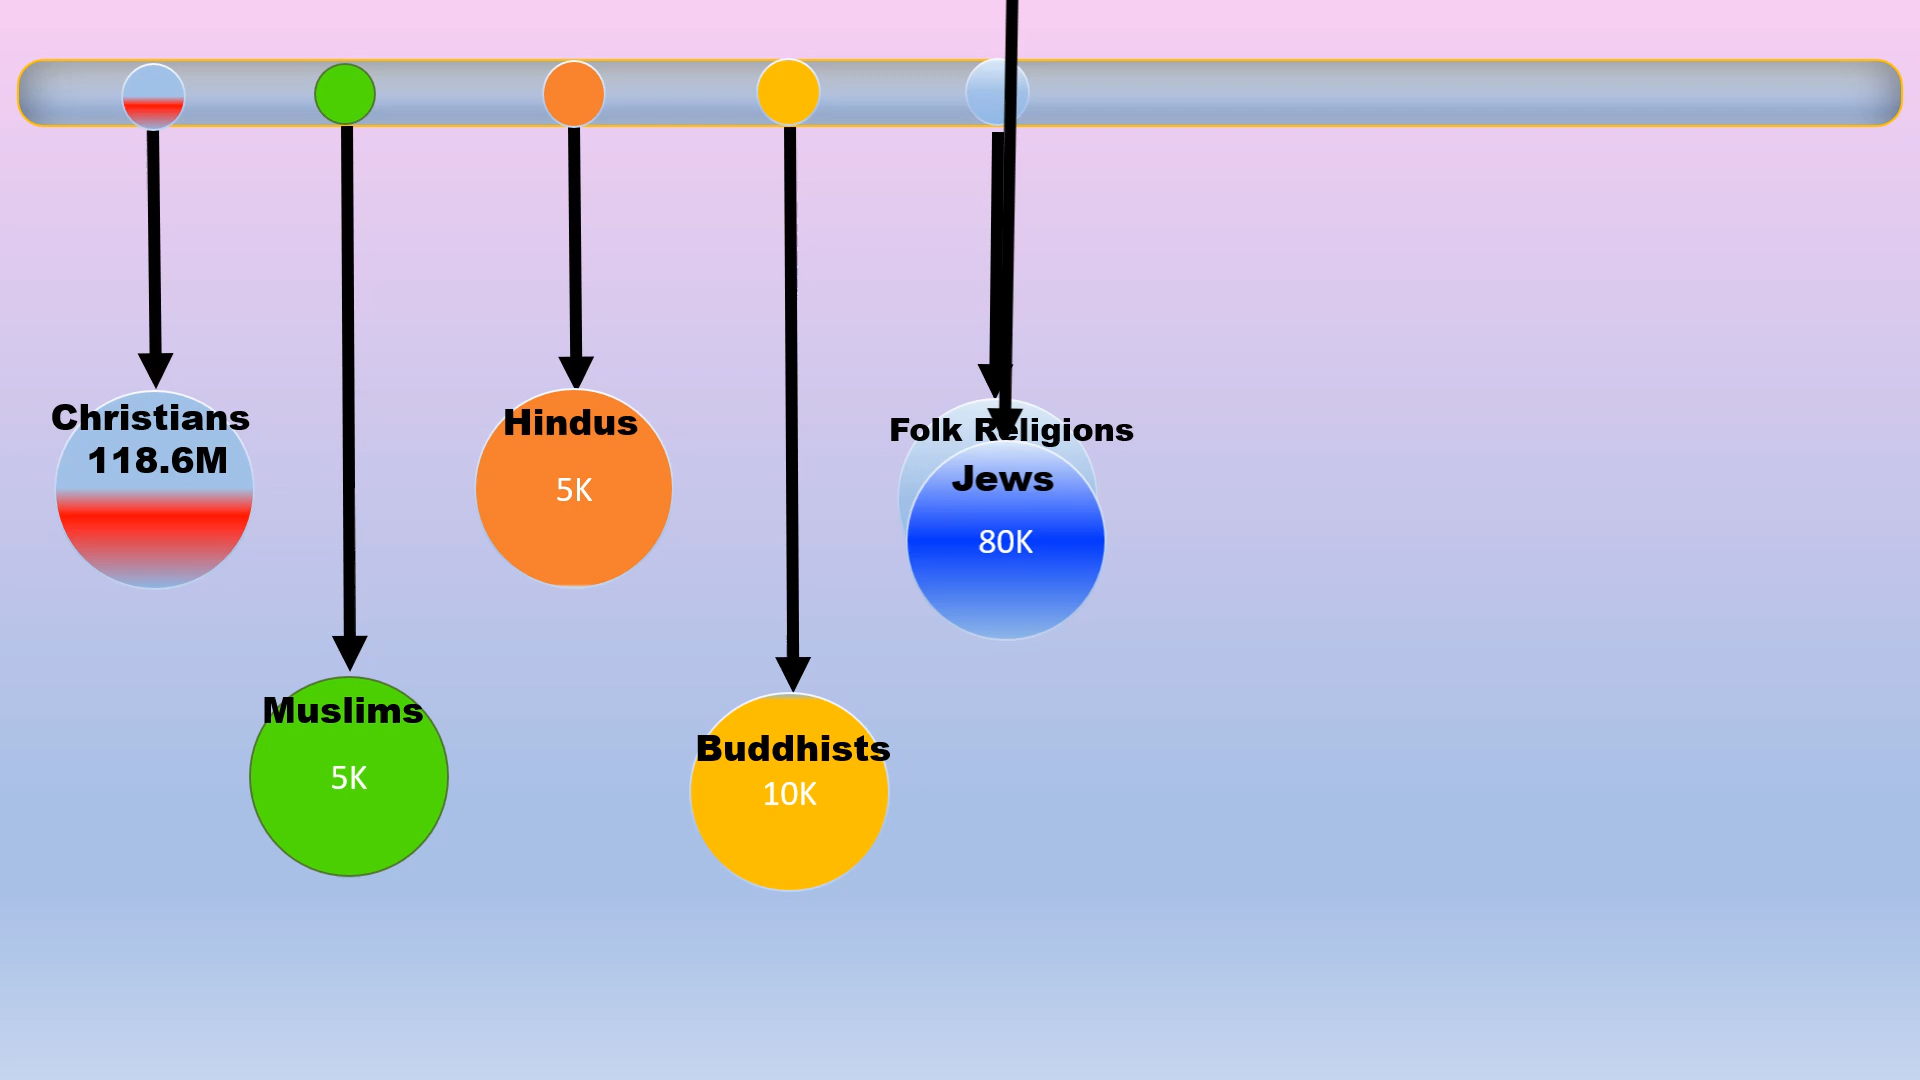 Christians
118.6M
Muslims
5K
Hindus
5K
Buddhists
10K
Folk Religions
Jews
80K